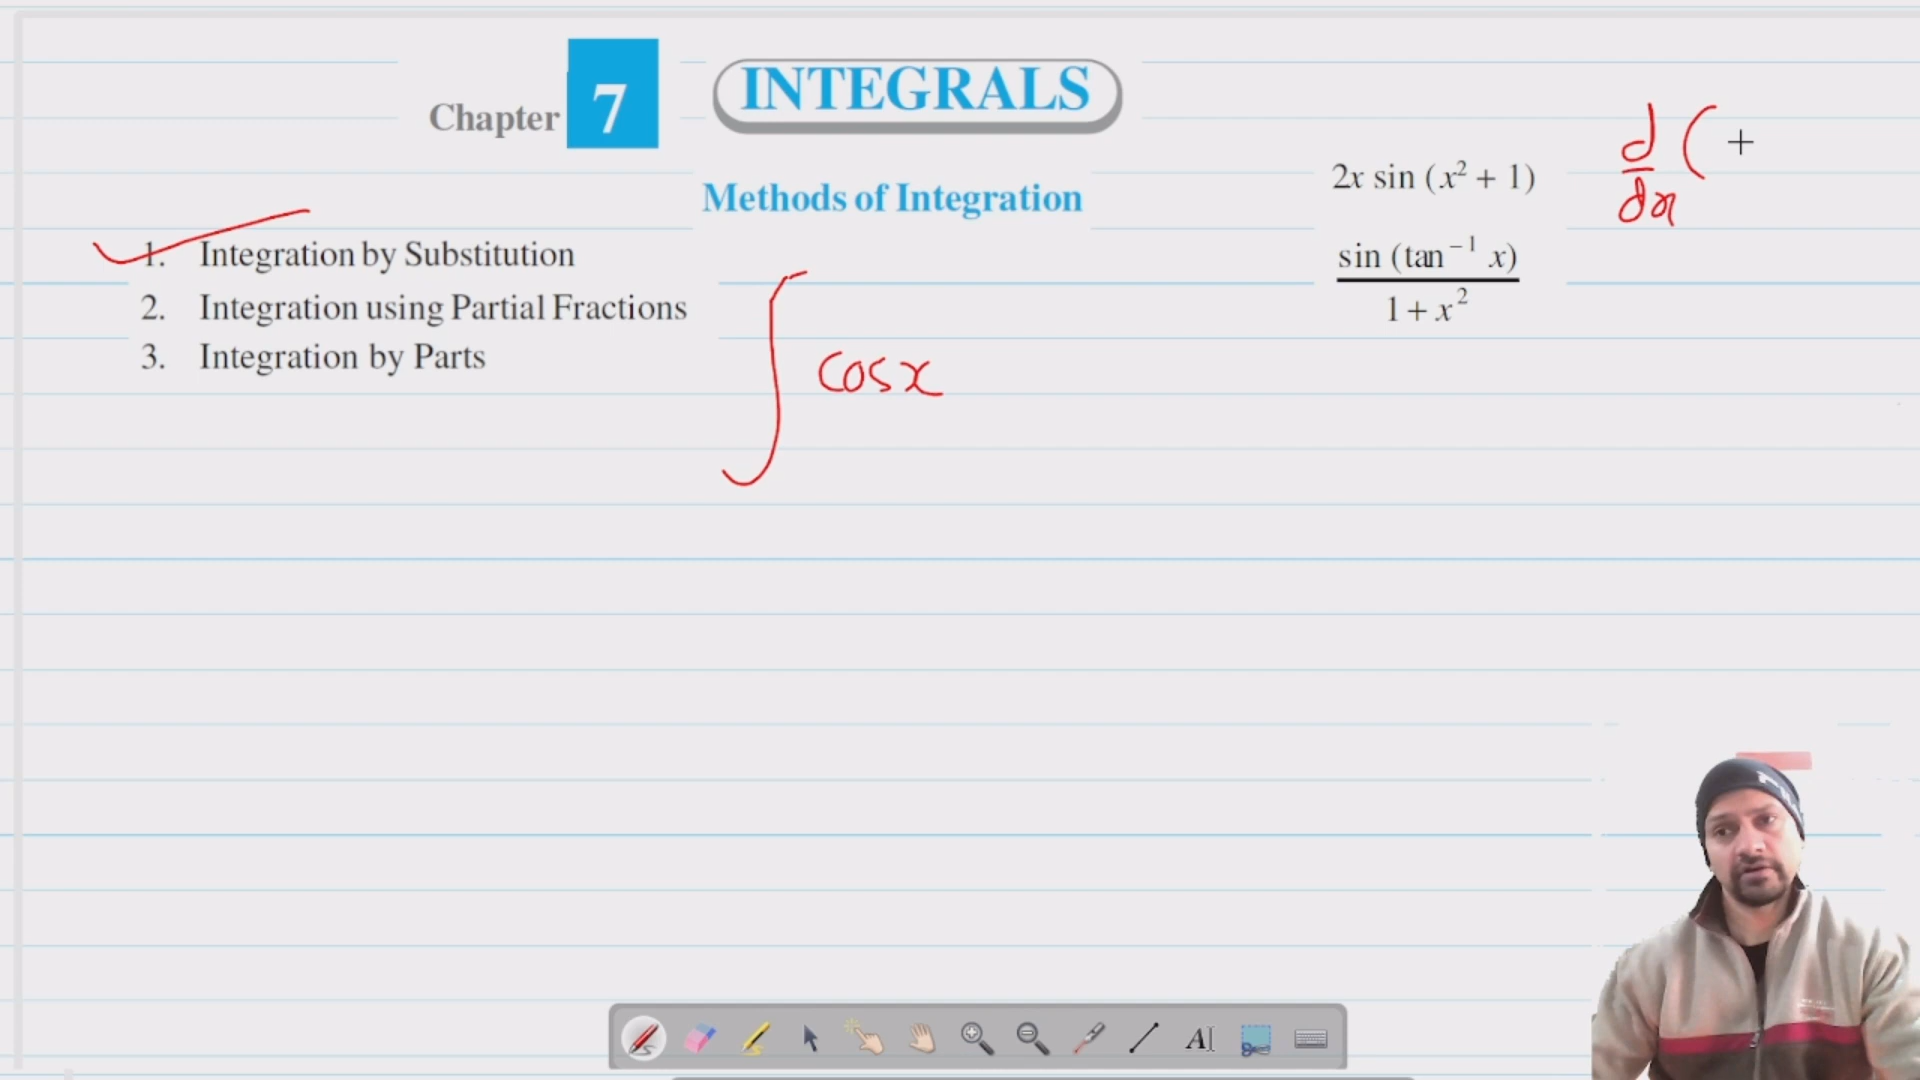 Chapter 7 INTEGRALS
Methods of Integration
1. Integration by Substitution
2. Integration using Partial Fractions
3. Integration by Parts
∫ cosx
2x sin (x² + 1)
sin (tan⁻¹ x)
1 + x²
d
dx (
A